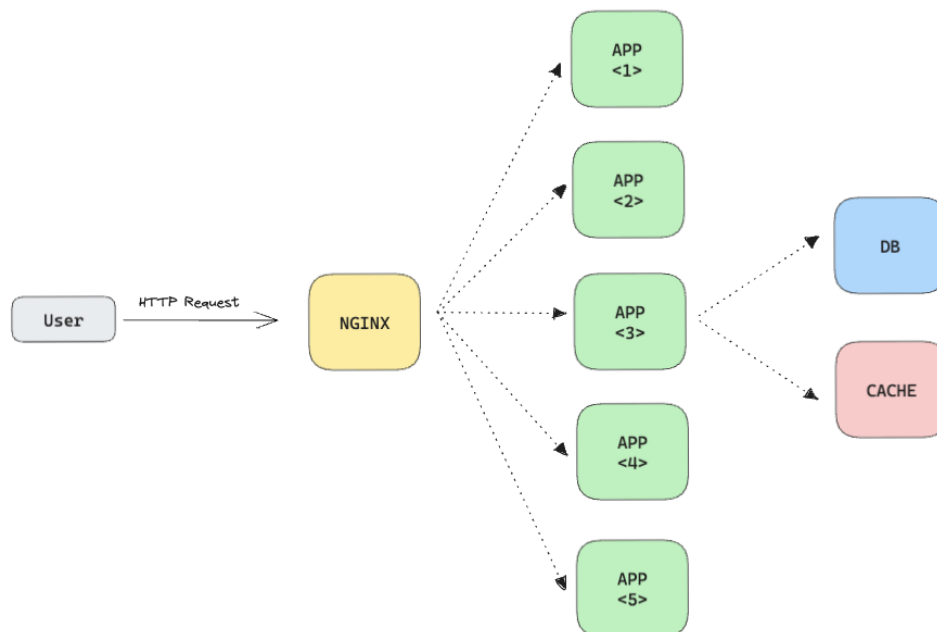 User
HTTP Request
NGINX
APP
<1>
APP
<2>
APP
<3>
APP
<4>
APP
<5>
DB
CACHE